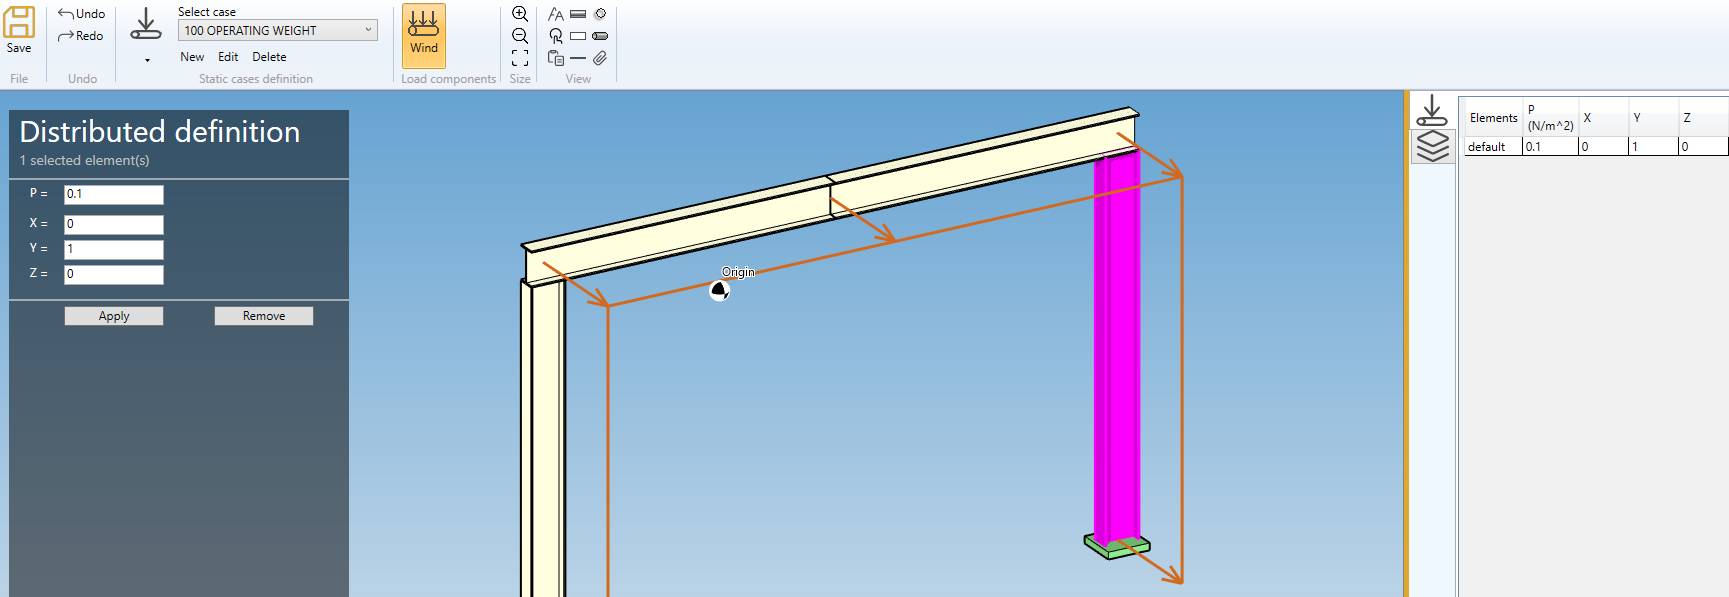 Save
File
Undo
Redo
Undo
Select case
100 OPERATING WEIGHT
New Edit Delete
Static cases definition
Wind
Load components
Size
View
Distributed definition
1 selected element(s)
P = 0.1
X = 0
Y = 1
Z = 0
Apply Remove
Origin
Elements P (N/m^2) X Y Z
default 0.1 0 1 0